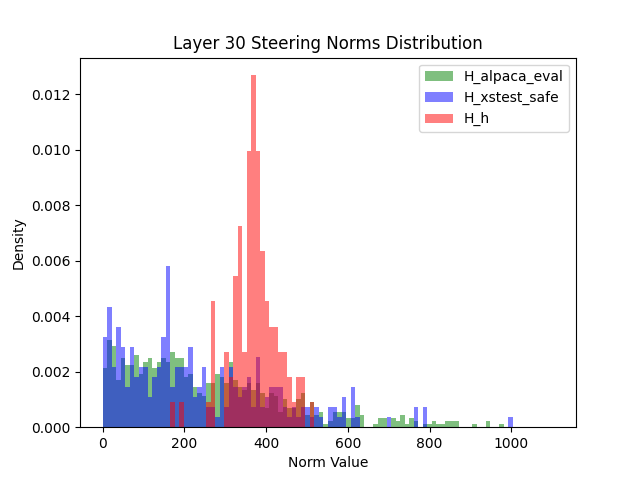 Layer 30 Steering Norms Distribution
H_alpaca_eval
H_xstest_safe
H_h
0.012
0.010
0.008
0.006
0.004
0.002
0.000
Density
0
200
400
600
800
1000
Norm Value